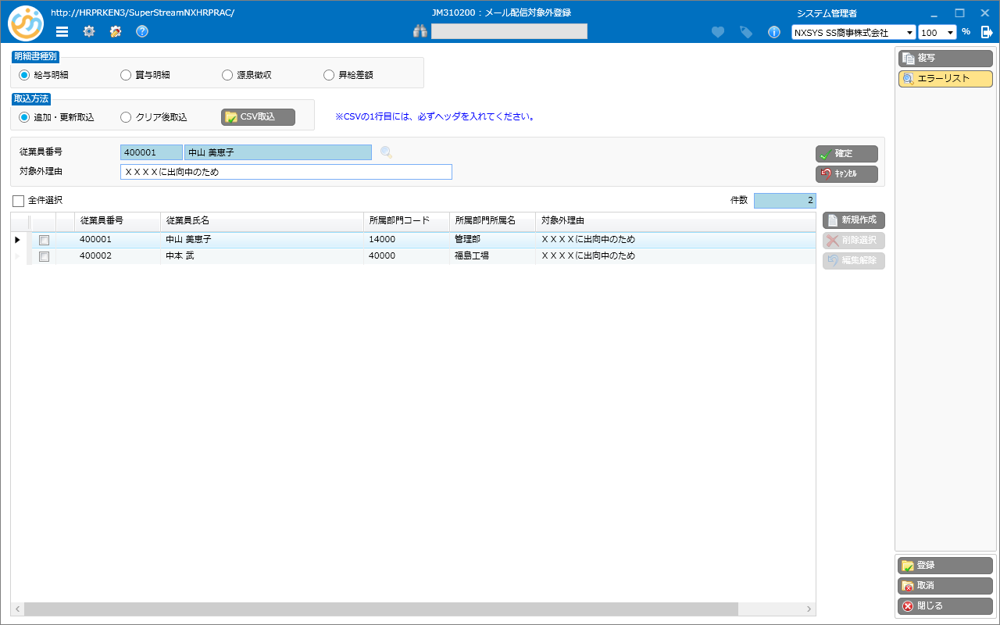 http://HRPRKEN3/SuperStreamNXHRPRAC/
JM310200：メール配信対象外登録
システム管理者
NXSYS SS商事株式会社
100
%
明細書種別
給与明細
賞与明細
源泉徴収
昇給差額
取込方法
追加・更新取込
クリア後取込
CSV取込
※CSVの1行目には、必ずヘッダを入れてください。
従業員番号
400001
中山 美恵子
対象外理由
ＸＸＸＸに出向中のため
確定
ｷｬﾝｾﾙ
全件選択
件数
2
従業員番号 従業員氏名 所属部門コード 所属部門所属名 対象外理由
400001 中山 美恵子 14000 管理部 ＸＸＸＸに出向中のため
400002 中本 武 40000 福島工場 ＸＸＸＸに出向中のため
新規作成
削除選択
編集解除
複写
エラーリスト
登録
取消
閉じる